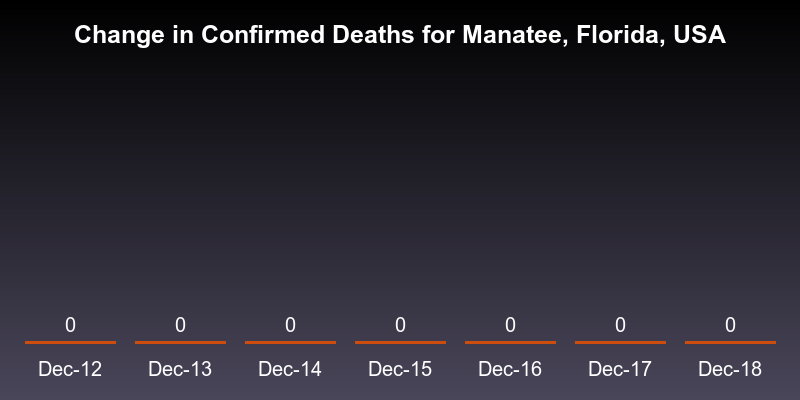 Change in Confirmed Deaths for Manatee, Florida, USA
0 0 0 0 0 0 0
Dec-12 Dec-13 Dec-14 Dec-15 Dec-16 Dec-17 Dec-18